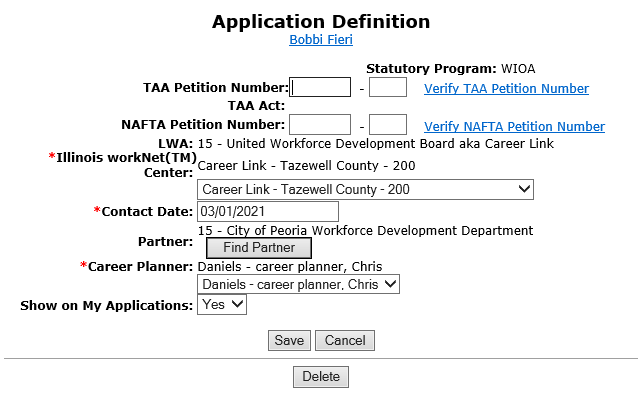 Application Definition
Bobbi Fieri
Statutory Program: WIOA
TAA Petition Number: - Verify TAA Petition Number
TAA Act:
NAFTA Petition Number: - Verify NAFTA Petition Number
LWA: 15 - United Workforce Development Board aka Career Link
*Illinois workNet(TM)
Center: Career Link - Tazewell County - 200
Career Link - Tazewell County - 200
*Contact Date: 03/01/2021
15 - City of Peoria Workforce Development Department
Partner: Find Partner
*Career Planner: Daniels - career planner, Chris
Daniels - career planner, Chris
Show on My Applications: Yes
Save Cancel
Delete